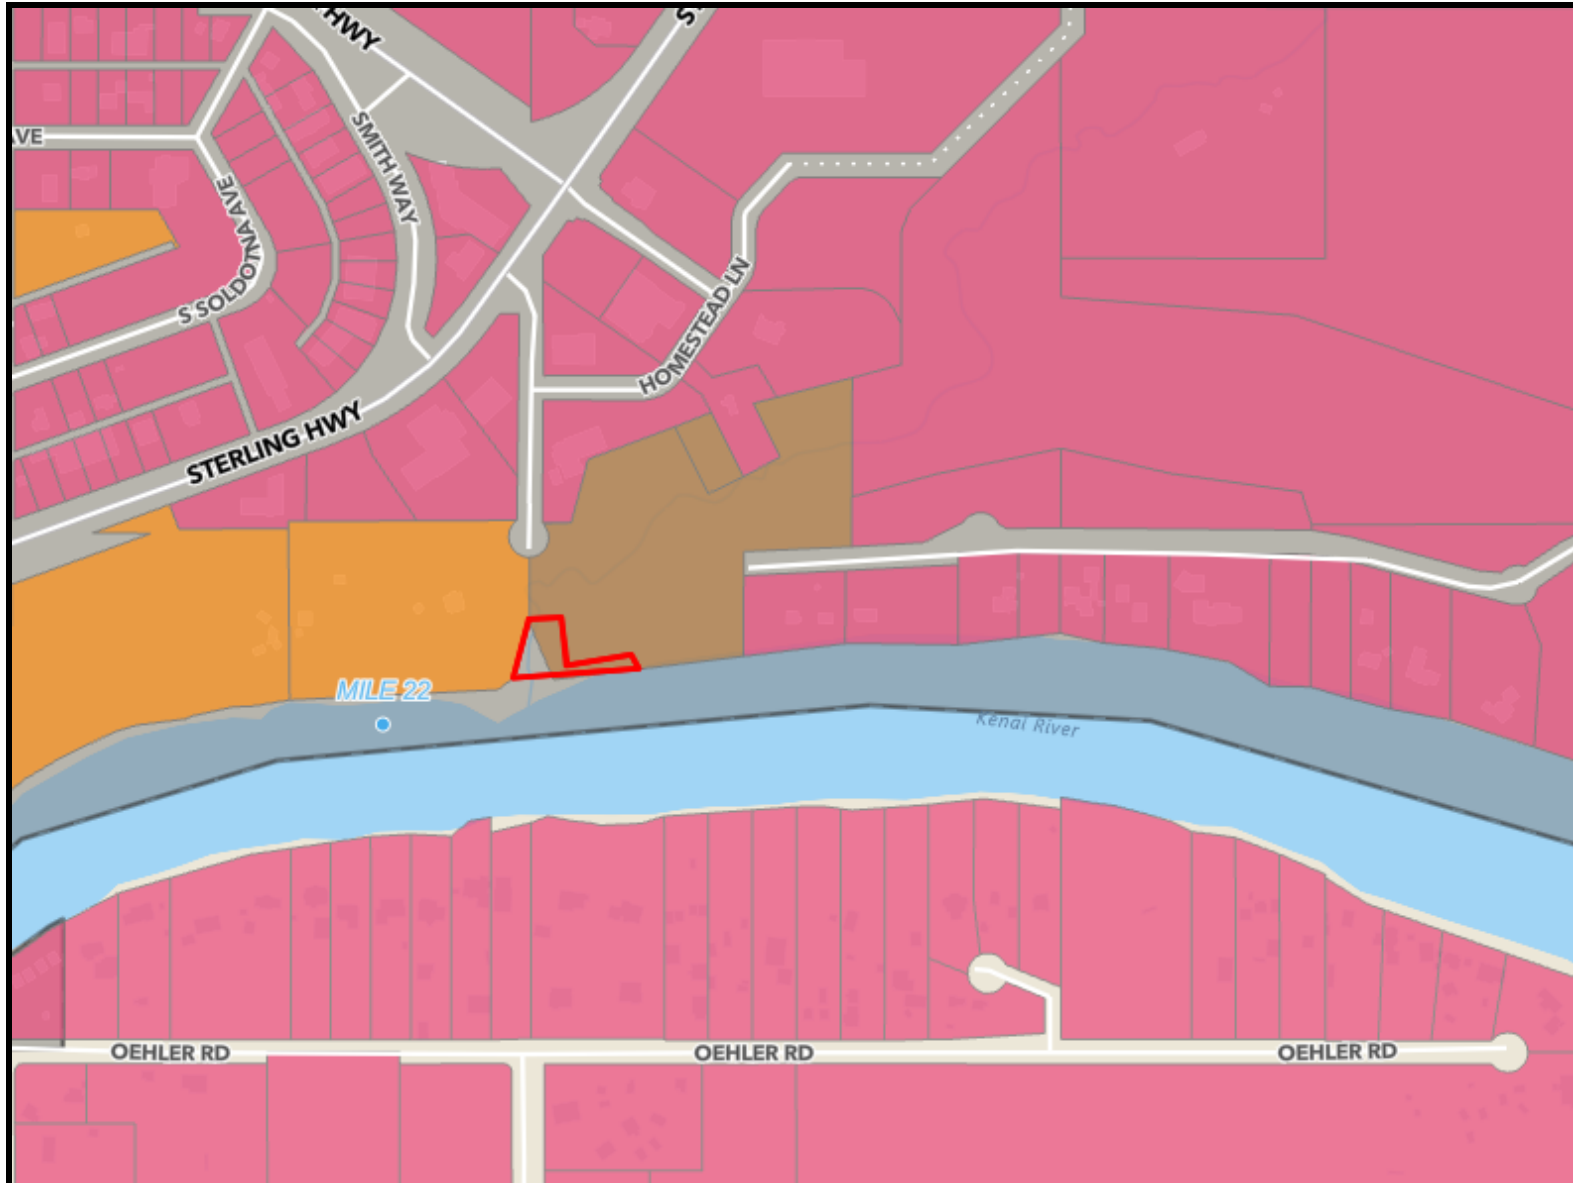 HWY
S
AVE
SMITH WAY
S SOLDOTNA AVE
HOMESTEAD LN
STERLING HWY
MILE 22
Kenai River
OEHLER RD
OEHLER RD
OEHLER RD